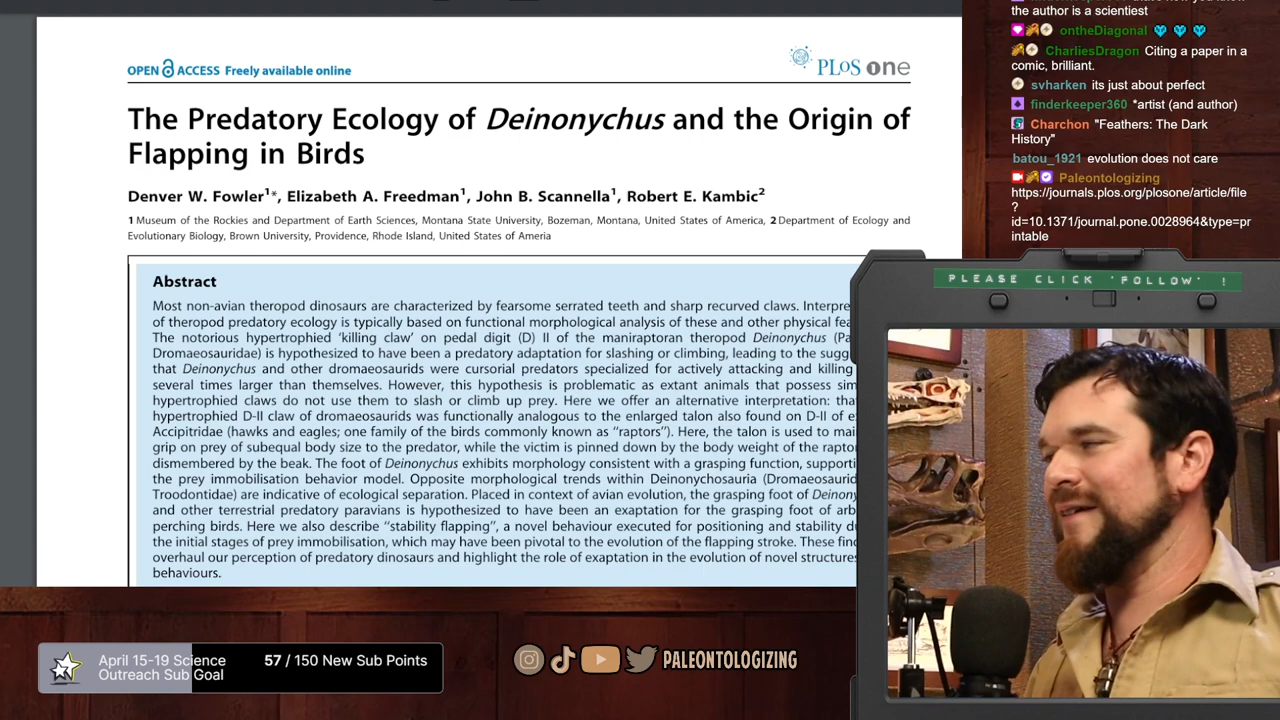 OPEN ACCESS Freely available online
PLoS one
The Predatory Ecology of Deinonychus and the Origin of
Flapping in Birds
Denver W. Fowler1*, Elizabeth A. Freedman1, John B. Scannella1, Robert E. Kambic2
1 Museum of the Rockies and Department of Earth Sciences, Montana State University, Bozeman, Montana, United States of America, 2 Department of Ecology and
Evolutionary Biology, Brown University, Providence, Rhode Island, United States of Ameria
Abstract
Most non-avian theropod dinosaurs are characterized by fearsome serrated teeth and sharp recurved claws. Interpre
of theropod predatory ecology is typically based on functional morphological analysis of these and other physical fea
The notorious hypertrophied ‘killing claw’ on pedal digit (D) II of the maniraptoran theropod Deinonychus (Pa
Dromaeosauridae) is hypothesized to have been a predatory adaptation for slashing or climbing, leading to the sugg
that Deinonychus and other dromaeosaurids were cursorial predators specialized for actively attacking and killing
several times larger than themselves. However, this hypothesis is problematic as extant animals that possess sim
hypertrophied claws do not use them to slash or climb up prey. Here we offer an alternative interpretation: tha
hypertrophied D-II claw of dromaeosaurids was functionally analogous to the enlarged talon also found on D-II of e
Accipitridae (hawks and eagles; one family of the birds commonly known as “raptors”). Here, the talon is used to mai
grip on prey of subequal body size to the predator, while the victim is pinned down by the body weight of the rapto
dismembered by the beak. The foot of Deinonychus exhibits morphology consistent with a grasping function, supporti
the prey immobilisation behavior model. Opposite morphological trends within Deinonychosauria (Dromaeosaurid
Troodontidae) are indicative of ecological separation. Placed in context of avian evolution, the grasping foot of Deinony
and other terrestrial predatory paravians is hypothesized to have been an exaptation for the grasping foot of arb
perching birds. Here we also describe “stability flapping”, a novel behaviour executed for positioning and stability du
the initial stages of prey immobilisation, which may have been pivotal to the evolution of the flapping stroke. These find
overhaul our perception of predatory dinosaurs and highlight the role of exaptation in the evolution of novel structures
behaviours.
the author is a scientiest
ontheDiagonal
CharliesDragon Citing a paper in a
comic, brilliant.
svharken its just about perfect
finderkeeper360 *artist (and author)
Charchon "Feathers: The Dark
History"
batou_1921 evolution does not care
Paleontologizing
https://journals.plos.org/plosone/article/file
?
id=10.1371/journal.pone.0028964&type=pr
intable
PLEASE CLICK 'FOLLOW' !
April 15-19 Science
Outreach Sub Goal
57 / 150 New Sub Points
PALEONTOLOGIZING